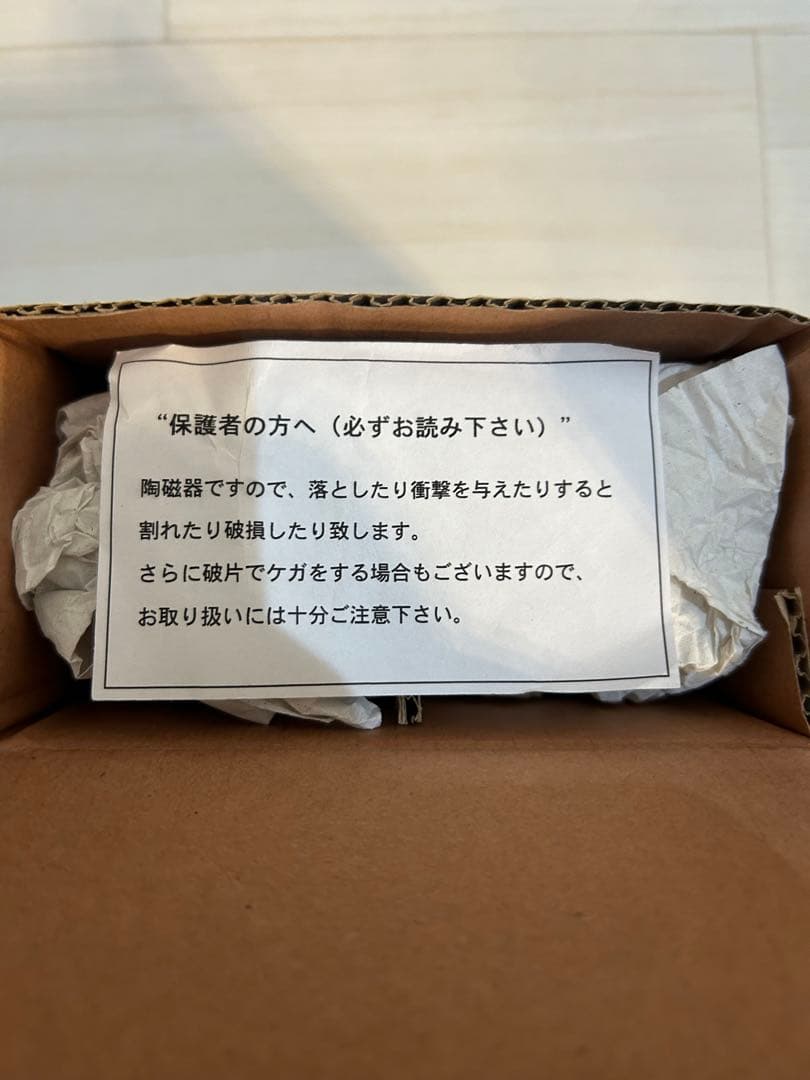 “保護者の方へ（必ずお読み下さい）”
陶磁器ですので、落としたり衝撃を与えたりすると
割れたり破損したり致します。
さらに破片でケガをする場合もございますので、
お取り扱いには十分ご注意下さい。